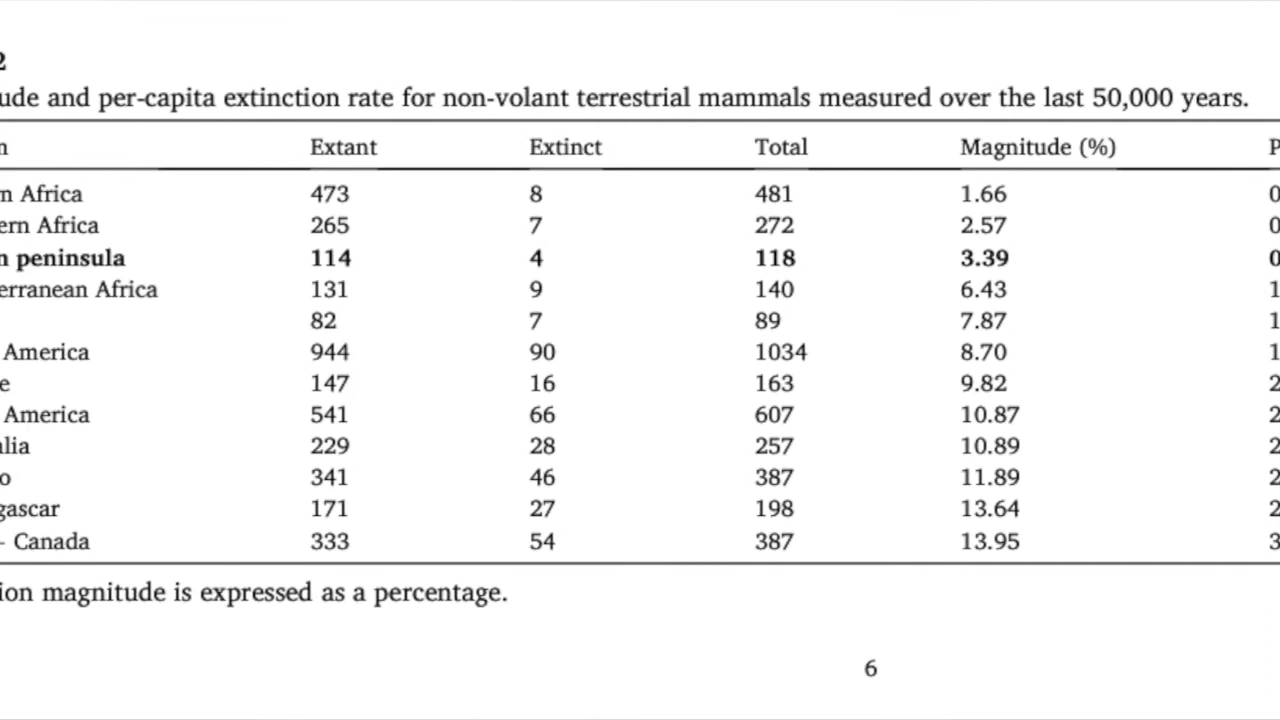 2
ude and per-capita extinction rate for non-volant terrestrial mammals measured over the last 50,000 years.
n Extant Extinct Total Magnitude (%) P
n Africa 473 8 481 1.66 0
ern Africa 265 7 272 2.57 0
n peninsula 114 4 118 3.39 0
erranean Africa 131 9 140 6.43 1
82 7 89 7.87 1
America 944 90 1034 8.70 1
e 147 16 163 9.82 2
America 541 66 607 10.87 2
alia 229 28 257 10.89 2
o 341 46 387 11.89 2
gascar 171 27 198 13.64 2
- Canada 333 54 387 13.95 3
ion magnitude is expressed as a percentage.
6